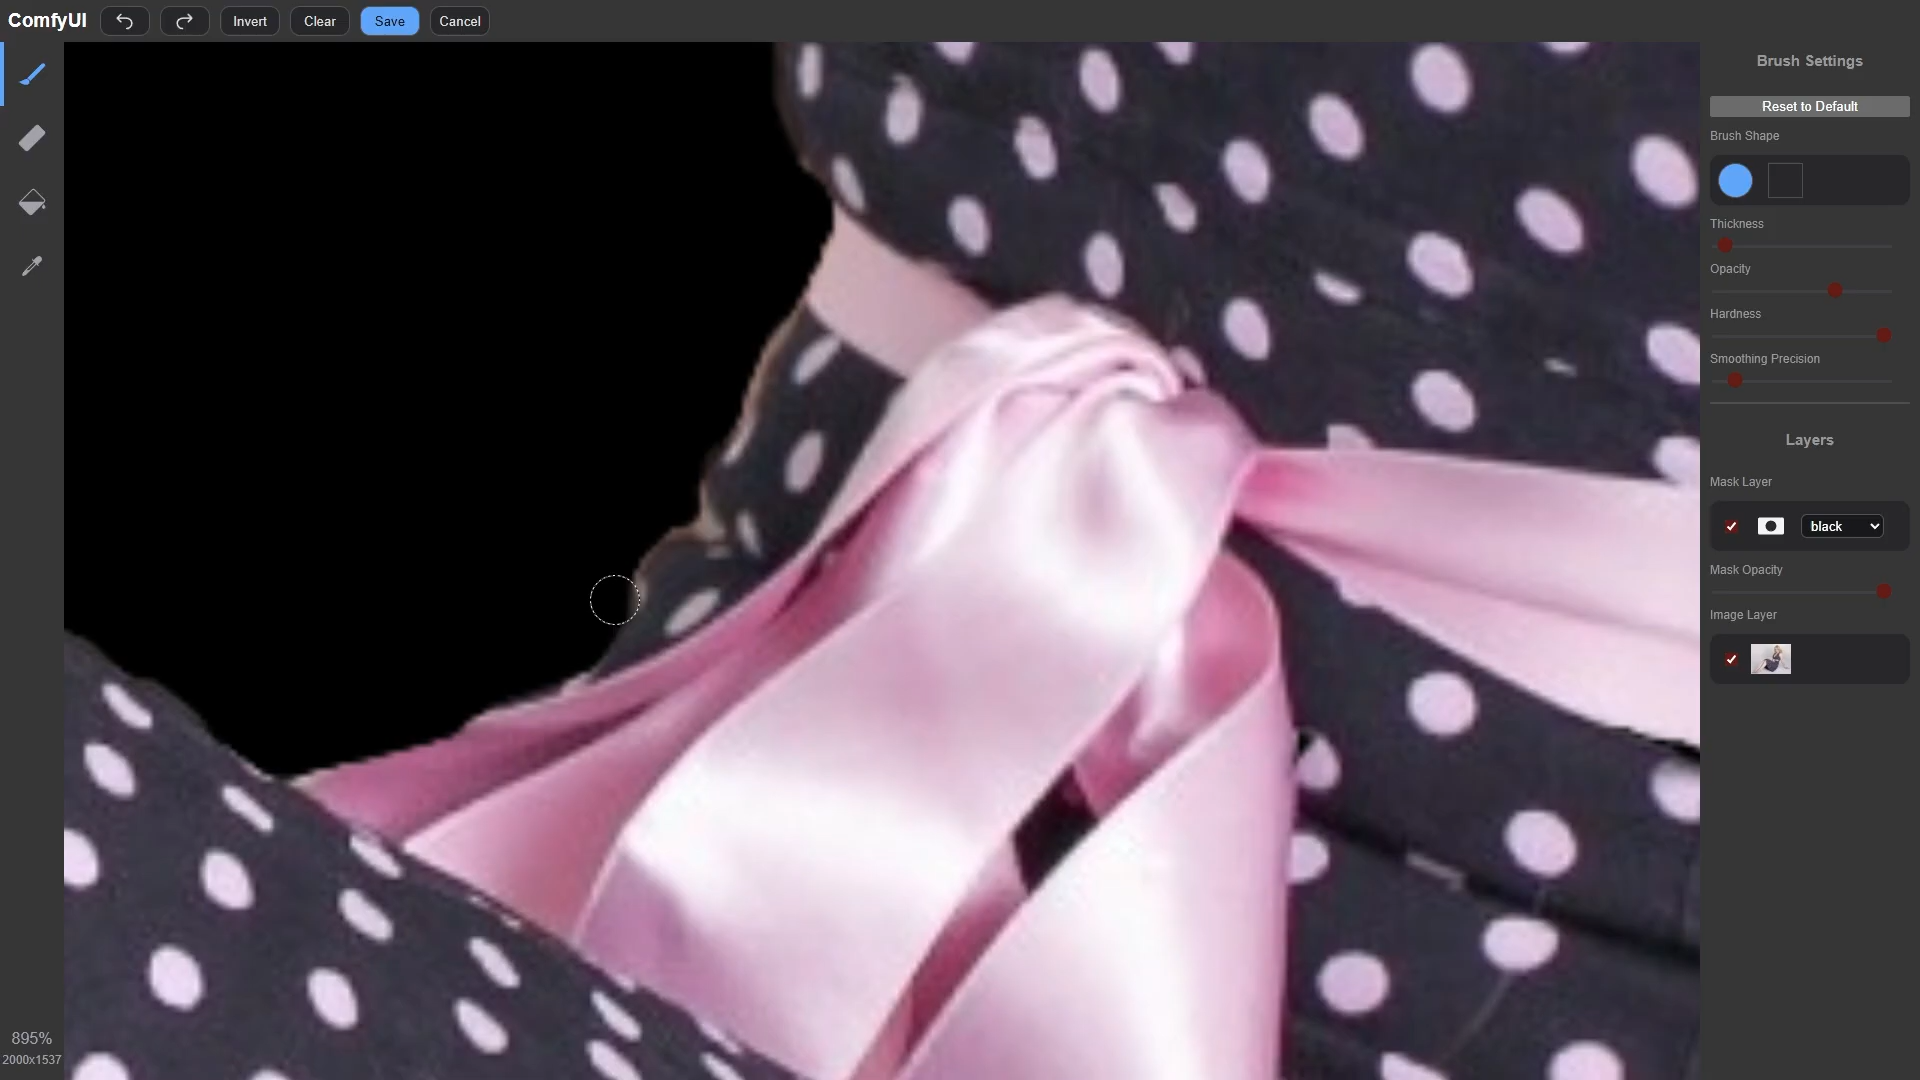 ComfyUI
Invert
Clear
Save
Cancel
Brush Settings
Reset to Default
Brush Shape
Thickness
Opacity
Hardness
Smoothing Precision
Layers
Mask Layer
black
Mask Opacity
Image Layer
895%
2000x1537